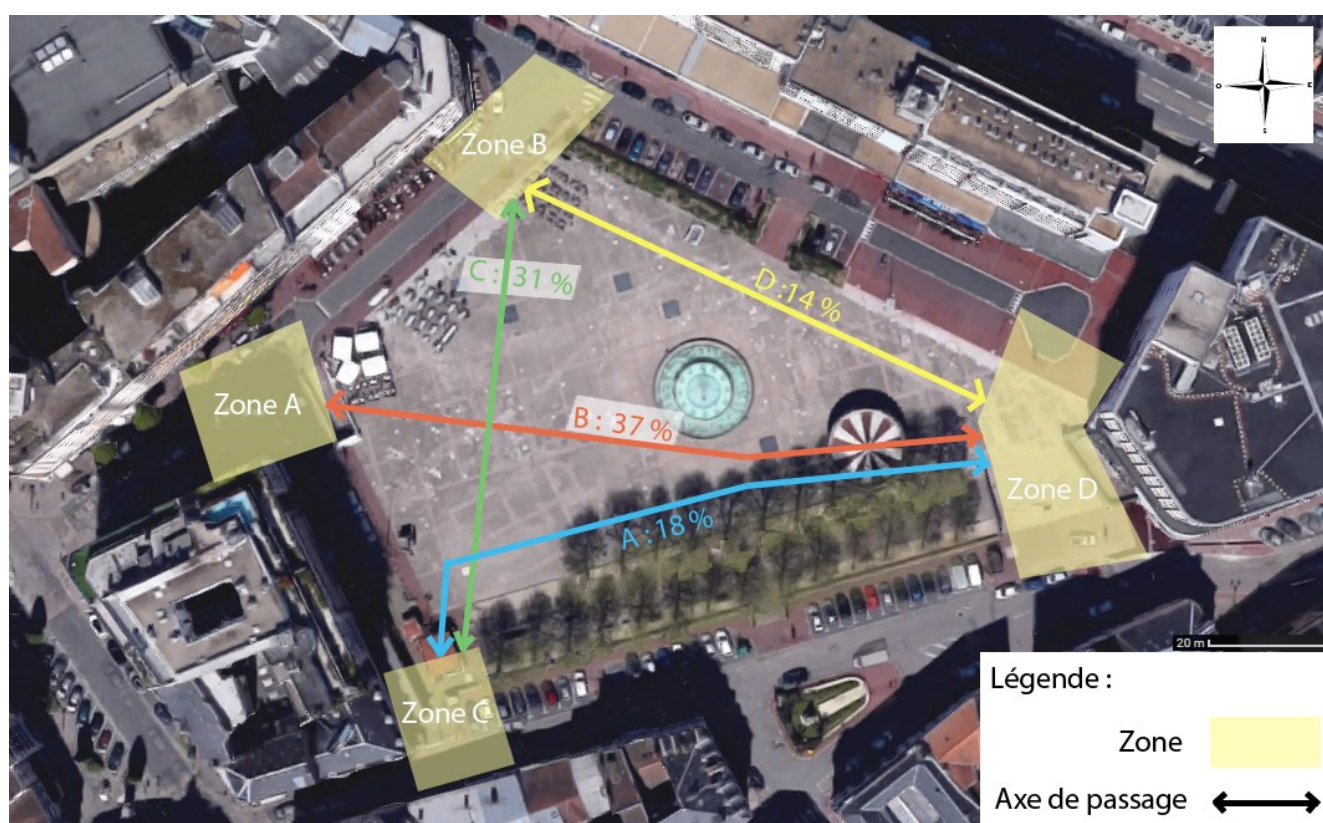 N
O
E
S
Zone B
C : 31 %
D :14 %
Zone A
B : 37 %
Zone D
A :18 %
Zone C
20 m
Légende :
Zone
Axe de passage